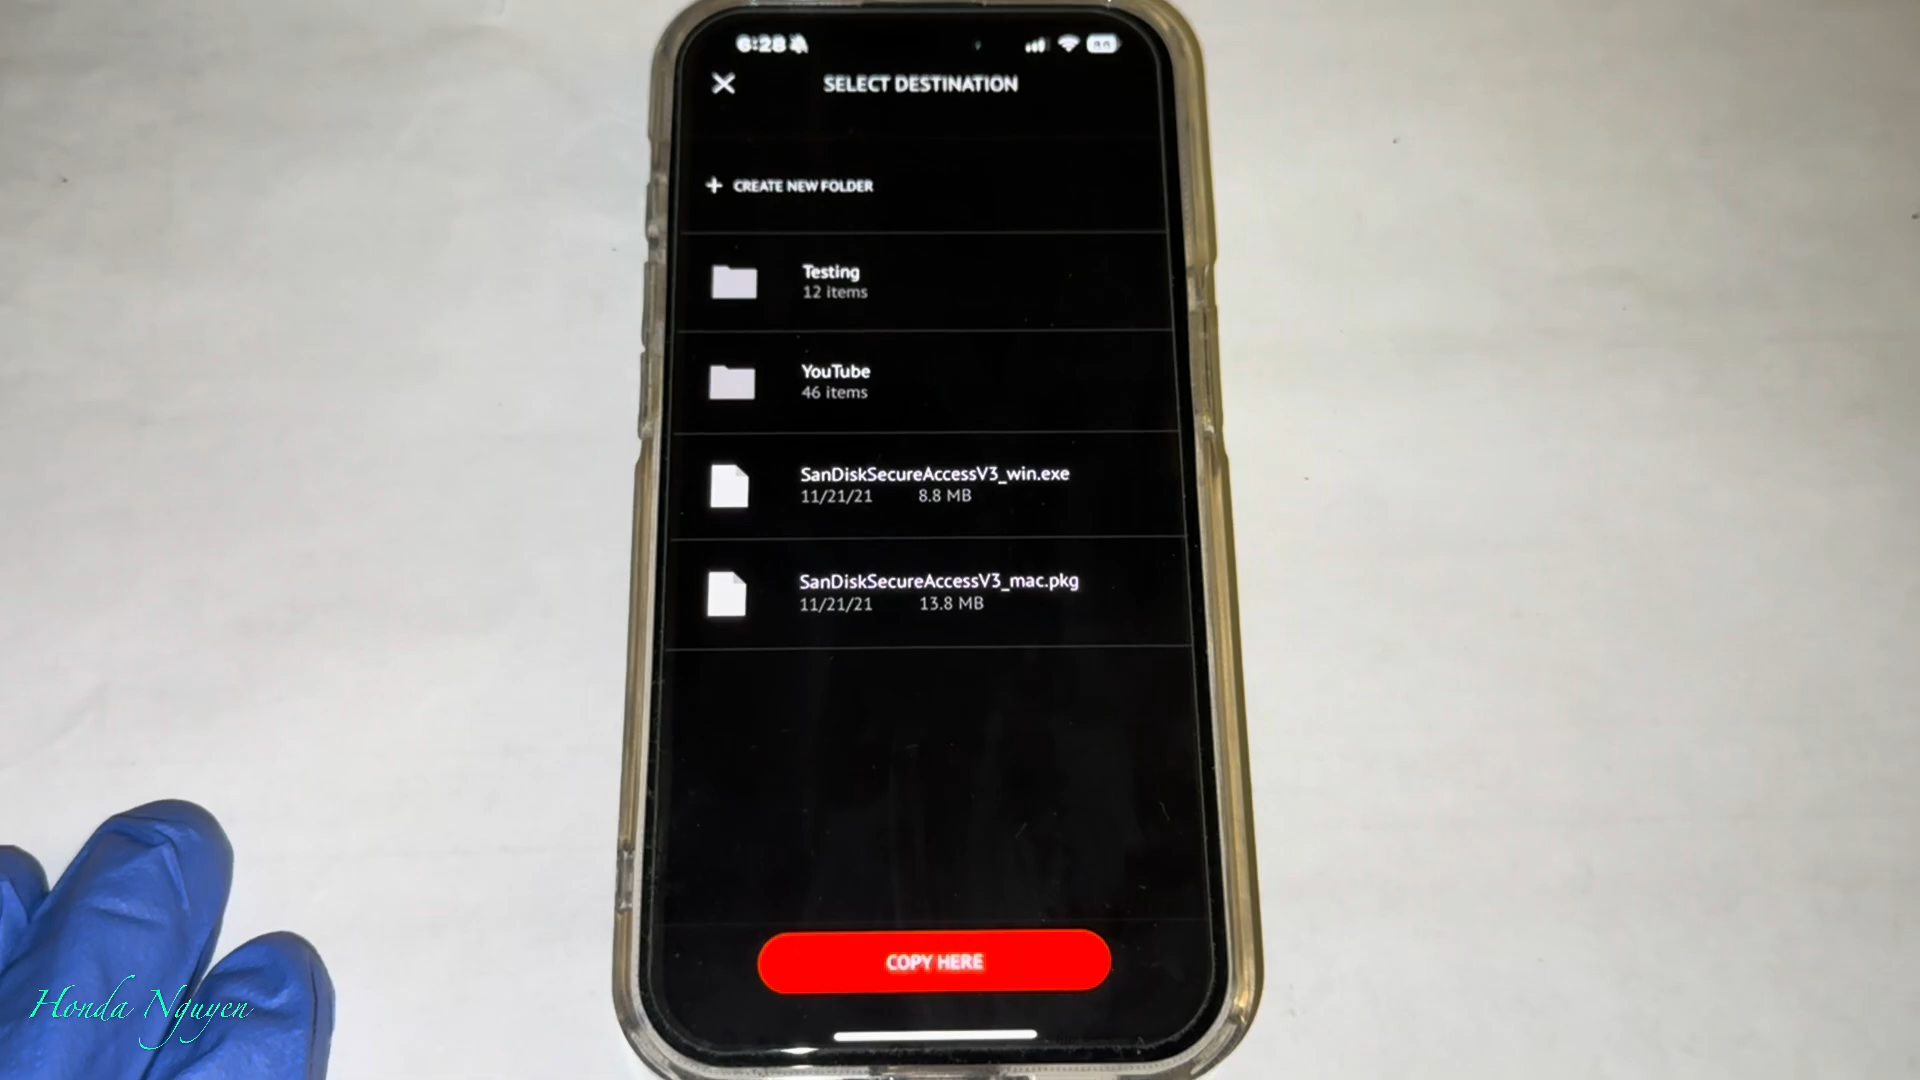 6:28
SELECT DESTINATION
+ CREATE NEW FOLDER
Testing
12 items
YouTube
46 items
SanDiskSecureAccessV3_win.exe
11/21/21 8.8 MB
SanDiskSecureAccessV3_mac.pkg
11/21/21 13.8 MB
COPY HERE
Honda Nguyen